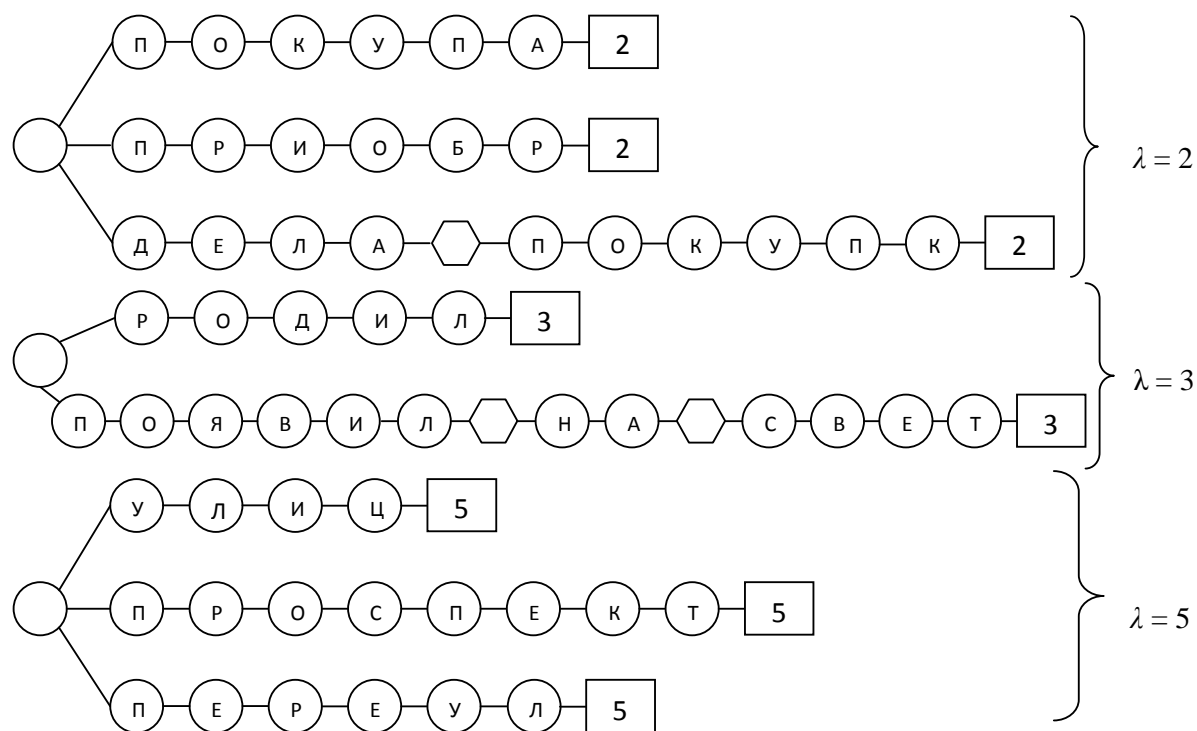 П О К У П А 2
П Р И О Б Р 2
λ = 2
Д Е Л А П О К У П К 2
Р О Д И Л 3
λ = 3
П О Я В И Л Н А С В Е Т 3
У Л И Ц 5
П Р О С П Е К Т 5
λ = 5
П Е Р Е У Л 5